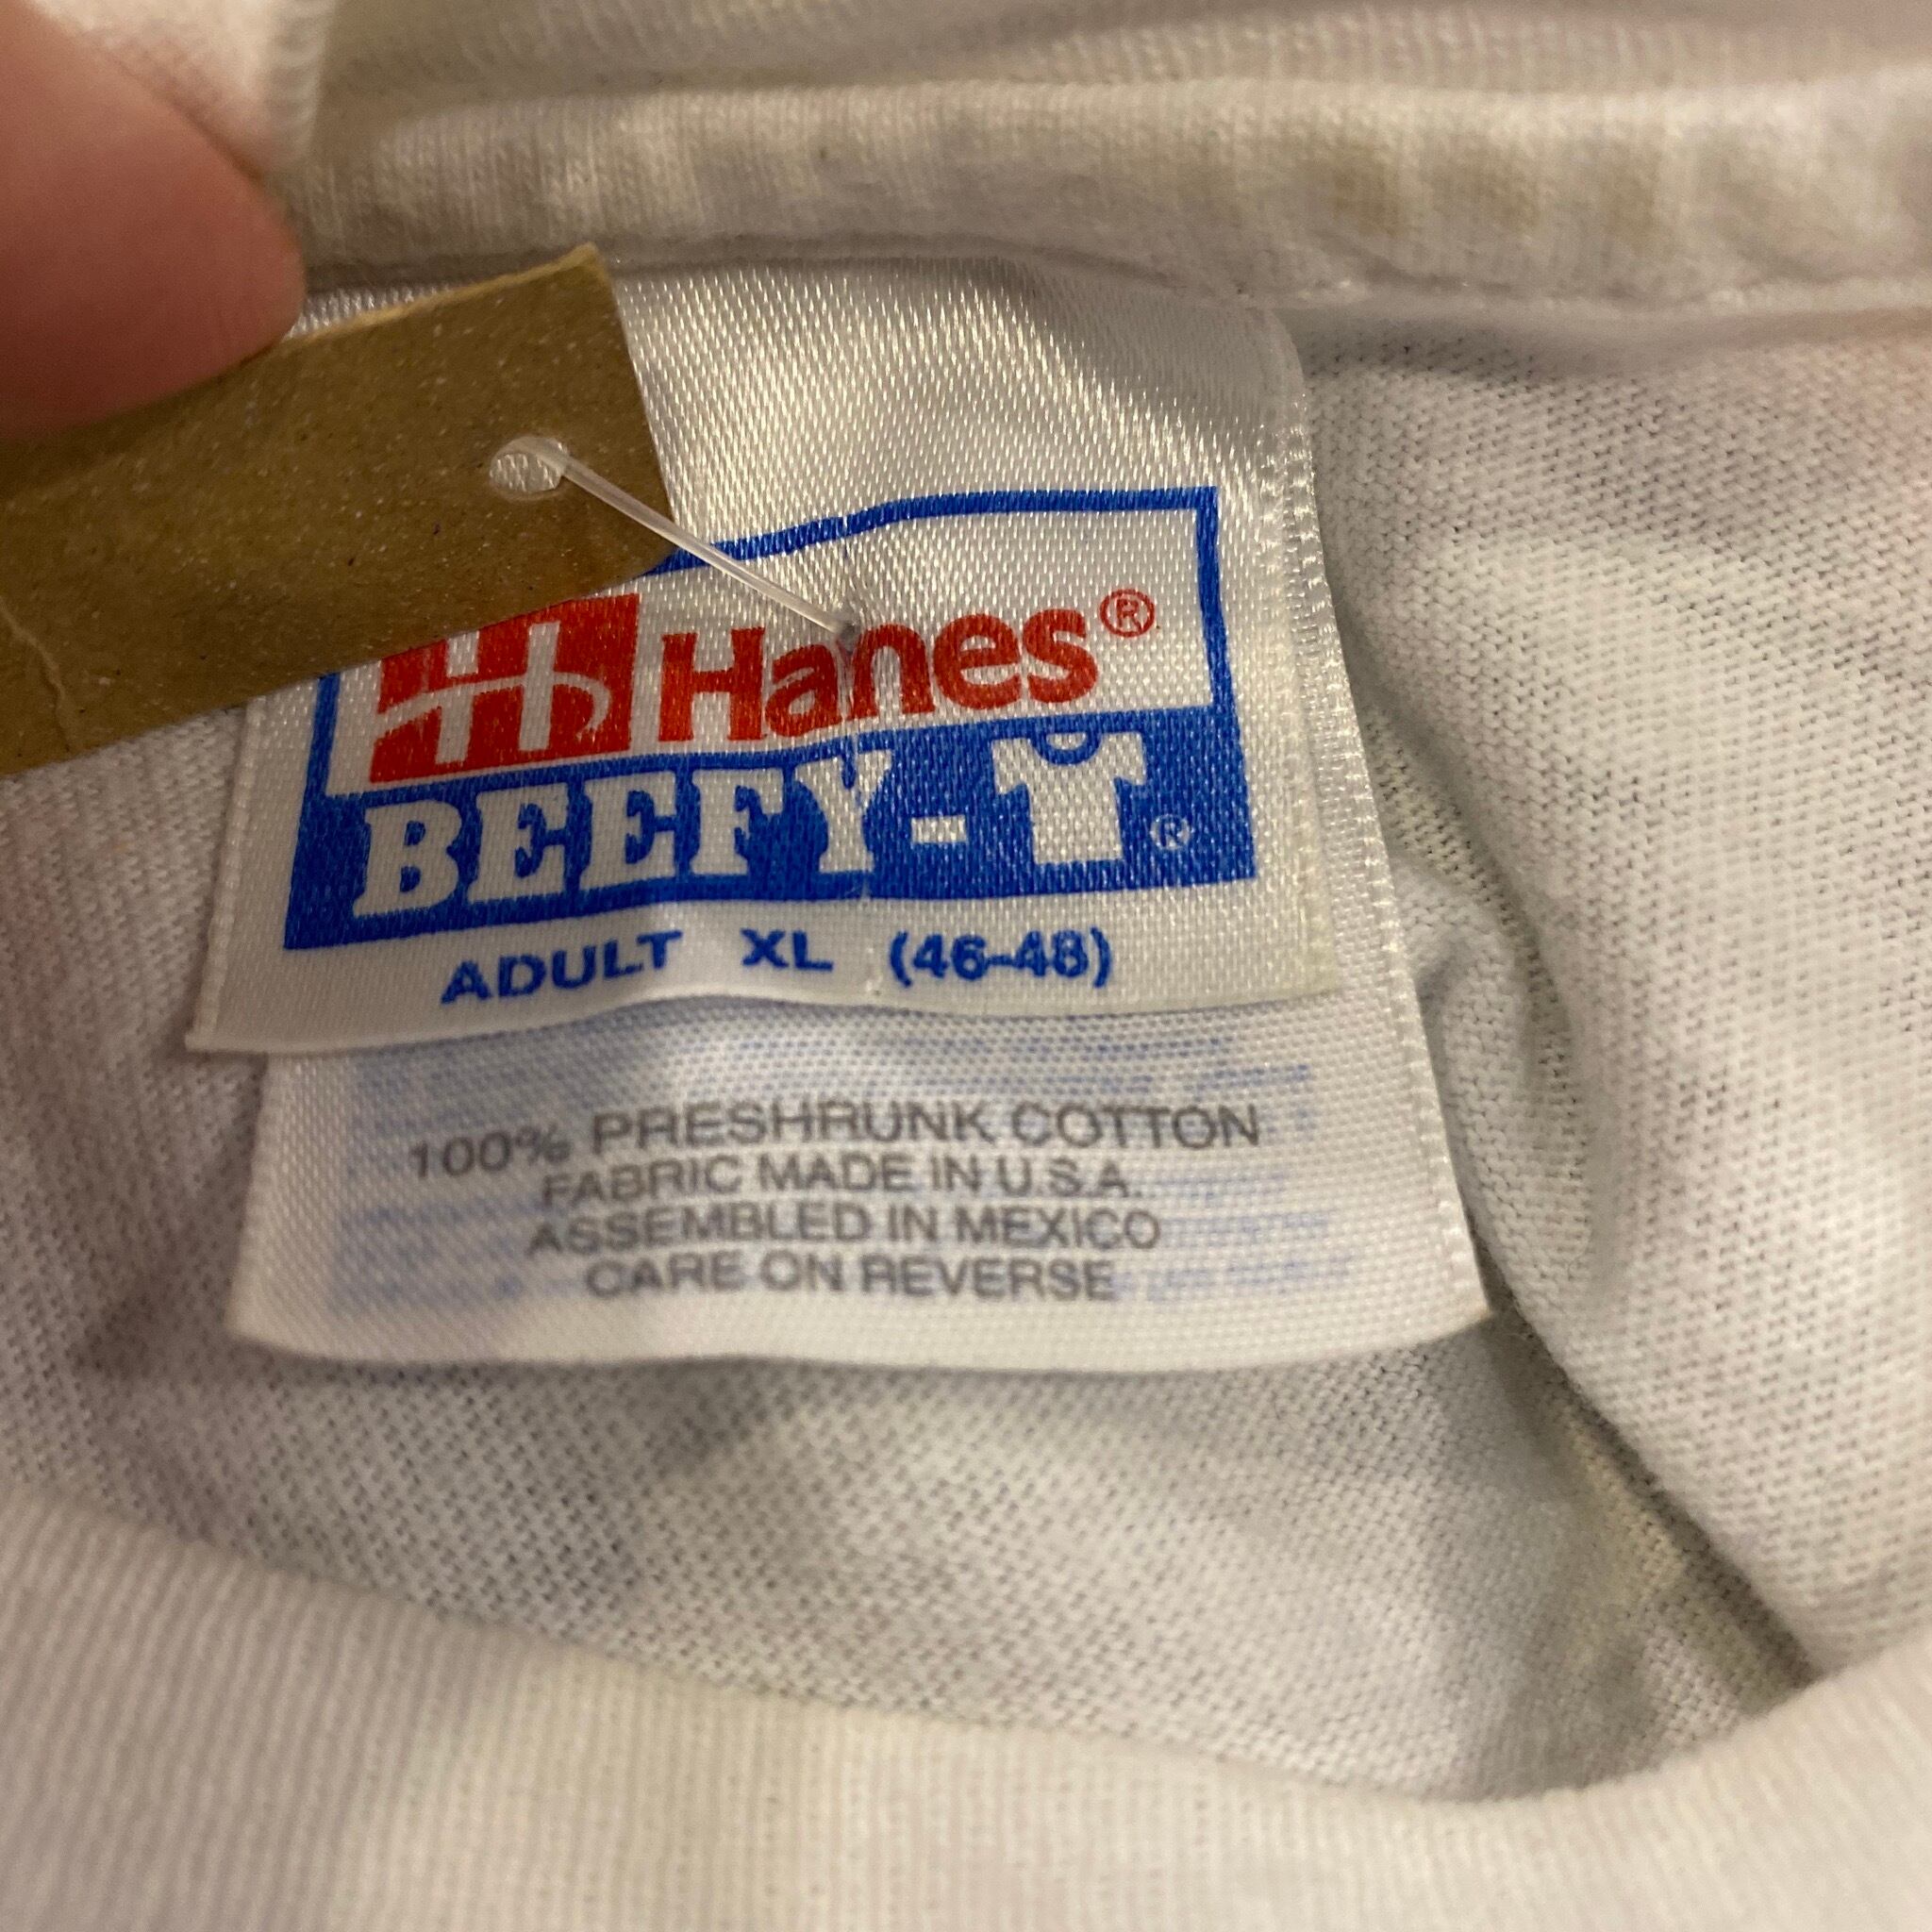 Hanes®
BEEFY-T®
ADULT XL (46-48)
100% PRESHRUNK COTTON
FABRIC MADE IN U.S.A.
ASSEMBLED IN MEXICO
CARE ON REVERSE